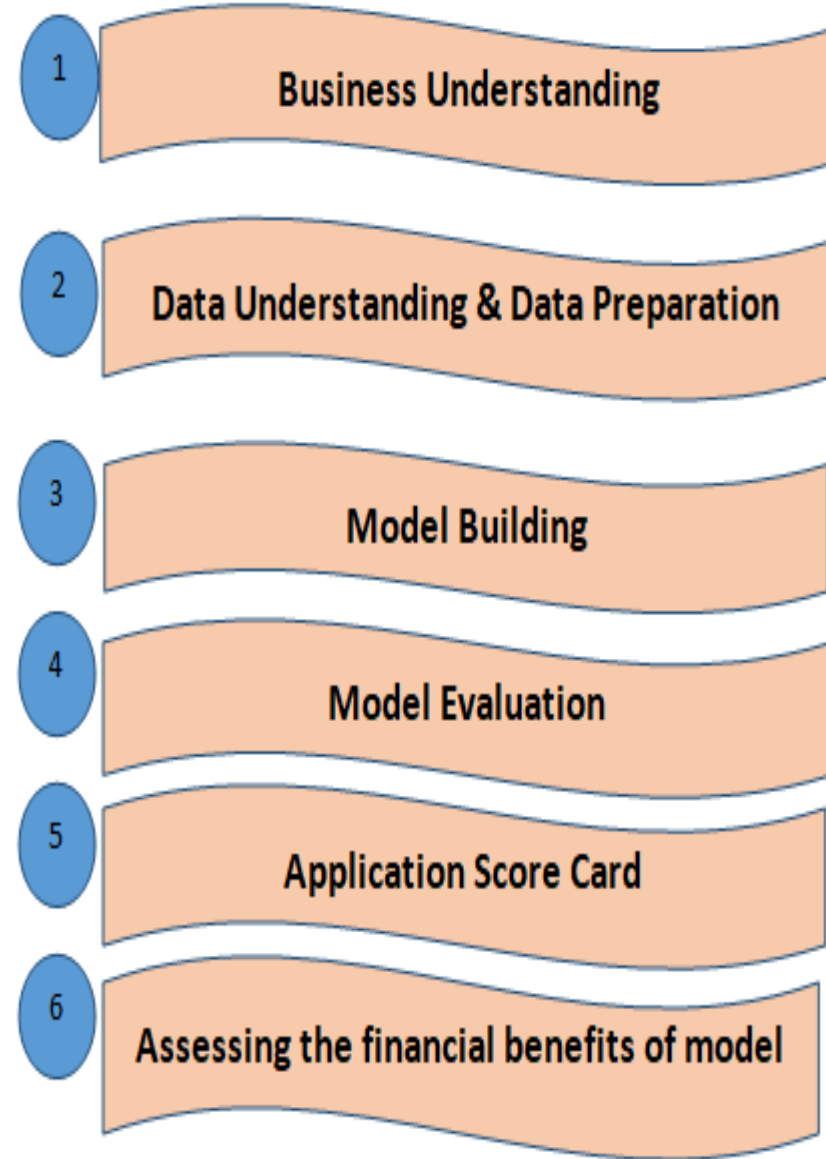 1
Business Understanding
2
Data Understanding & Data Preparation
3
Model Building
4
Model Evaluation
5
Application Score Card
6
Assessing the financial benefits of model